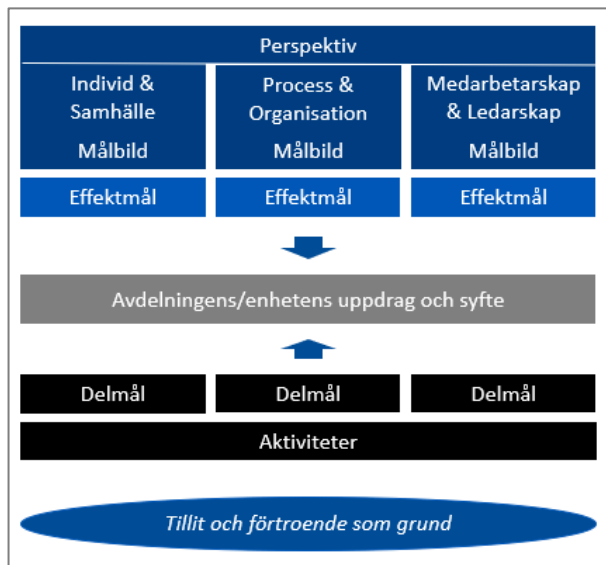 Perspektiv
Individ &
Samhälle
Målbild
Process &
Organisation
Målbild
Medarbetarskap
& Ledarskap
Målbild
Effektmål
Effektmål
Effektmål
Avdelningens/enhetens uppdrag och syfte
Delmål
Delmål
Delmål
Aktiviteter
Tillit och förtroende som grund